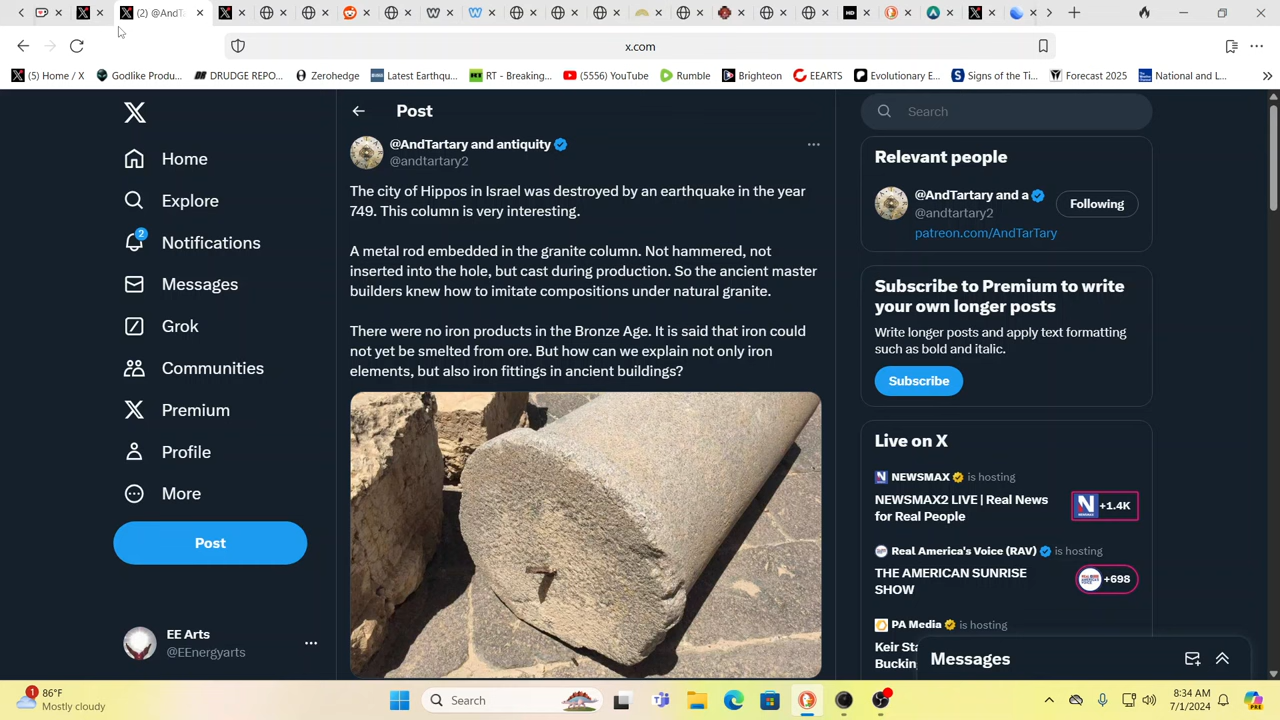 (2) @AndTa
HD
x.com
(5) Home / X
Godlike Produ...
DRUDGE REPO...
Zerohedge
Latest Earthqu...
RT - Breaking...
(5556) YouTube
Rumble
Brighteon
EEARTS
Evolutionary E...
Signs of the Ti...
Forecast 2025
National and L...
Post
Search
@AndTartary and antiquity
@andtartary2
Relevant people
@AndTartary and a
@andtartary2
Following
patreon.com/AndTarTary
Home
Explore
2
Notifications
Messages
Grok
Communities
Premium
Profile
More
Post
EE Arts
@EEnergyarts
The city of Hippos in Israel was destroyed by an earthquake in the year
749. This column is very interesting.
A metal rod embedded in the granite column. Not hammered, not
inserted into the hole, but cast during production. So the ancient master
builders knew how to imitate compositions under natural granite.
There were no iron products in the Bronze Age. It is said that iron could
not yet be smelted from ore. But how can we explain not only iron
elements, but also iron fittings in ancient buildings?
Subscribe to Premium to write
your own longer posts
Write longer posts and apply text formatting
such as bold and italic.
Subscribe
Live on X
NEWSMAX is hosting
NEWSMAX2 LIVE | Real News
for Real People
+1.4K
Real America's Voice (RAV) is hosting
THE AMERICAN SUNRISE
SHOW
+698
PA Media is hosting
Keir Sta
Bucking
Messages
1
86°F
Mostly cloudy
Search
8:34 AM
7/1/2024
PRE